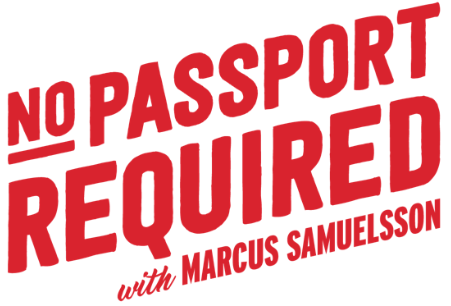 NO PASSPORT
REQUIRED
with MARCUS SAMUELSSON